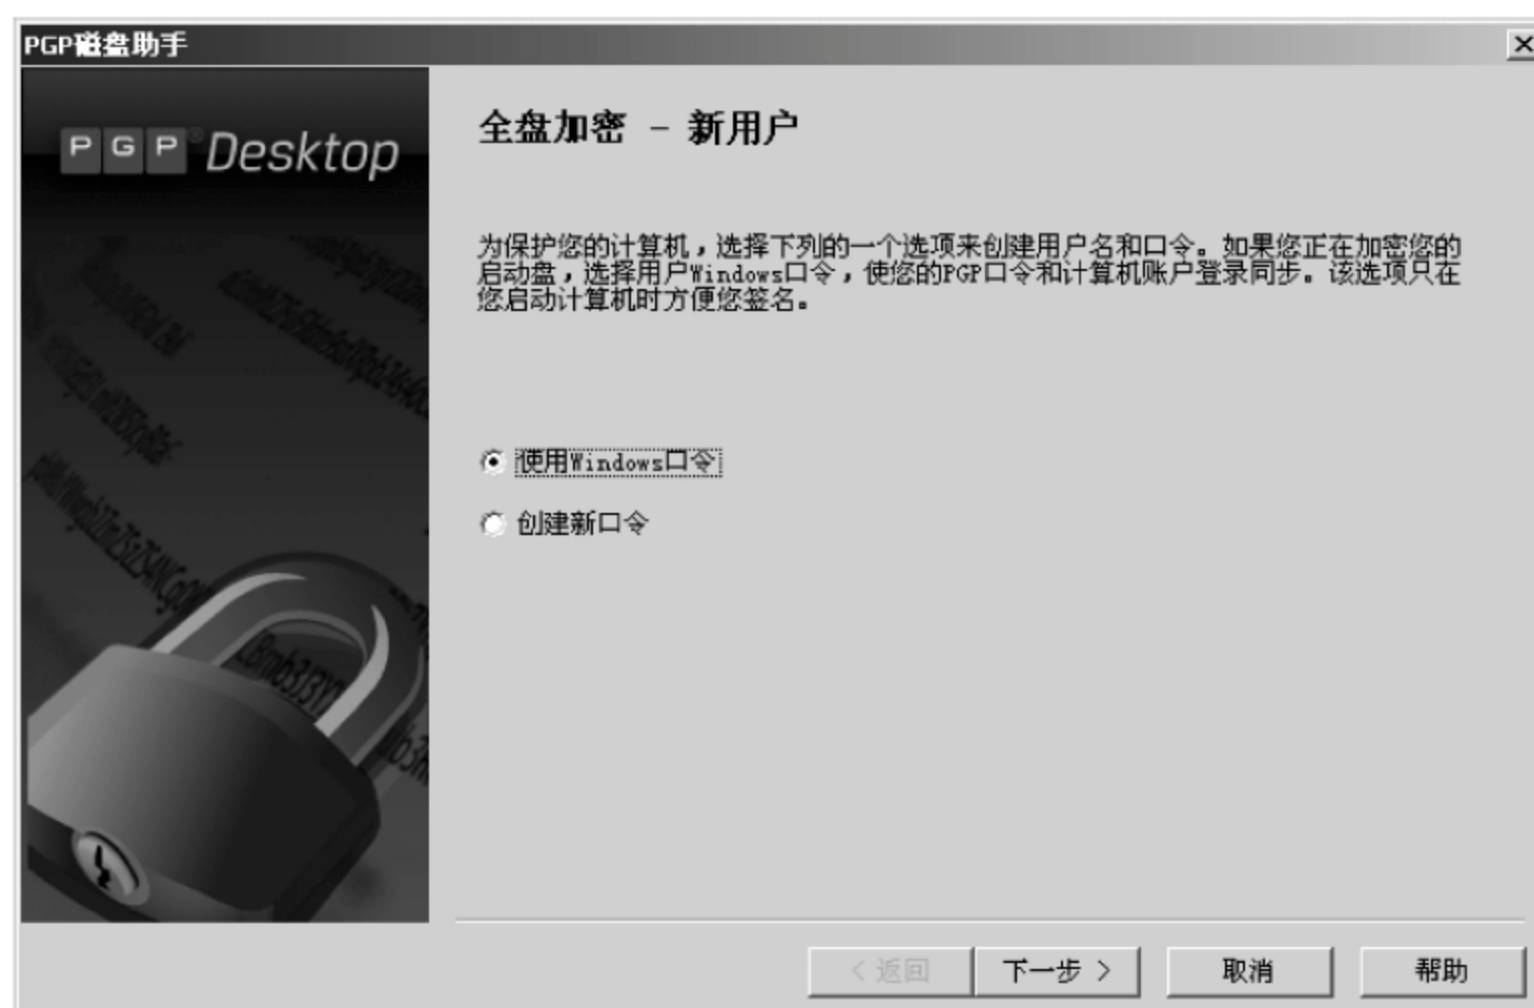 PGP磁盘助手
PGP® Desktop
全盘加密 - 新用户
为保护您的计算机，选择下列的一个选项来创建用户名和口令。如果您正在加密您的
启动盘，选择用户Windows口令，使您的PGP口令和计算机账户登录同步。该选项只在
您启动计算机时方便您签名。
使用Windows口令
创建新口令
< 返回
下一步 >
取消
帮助